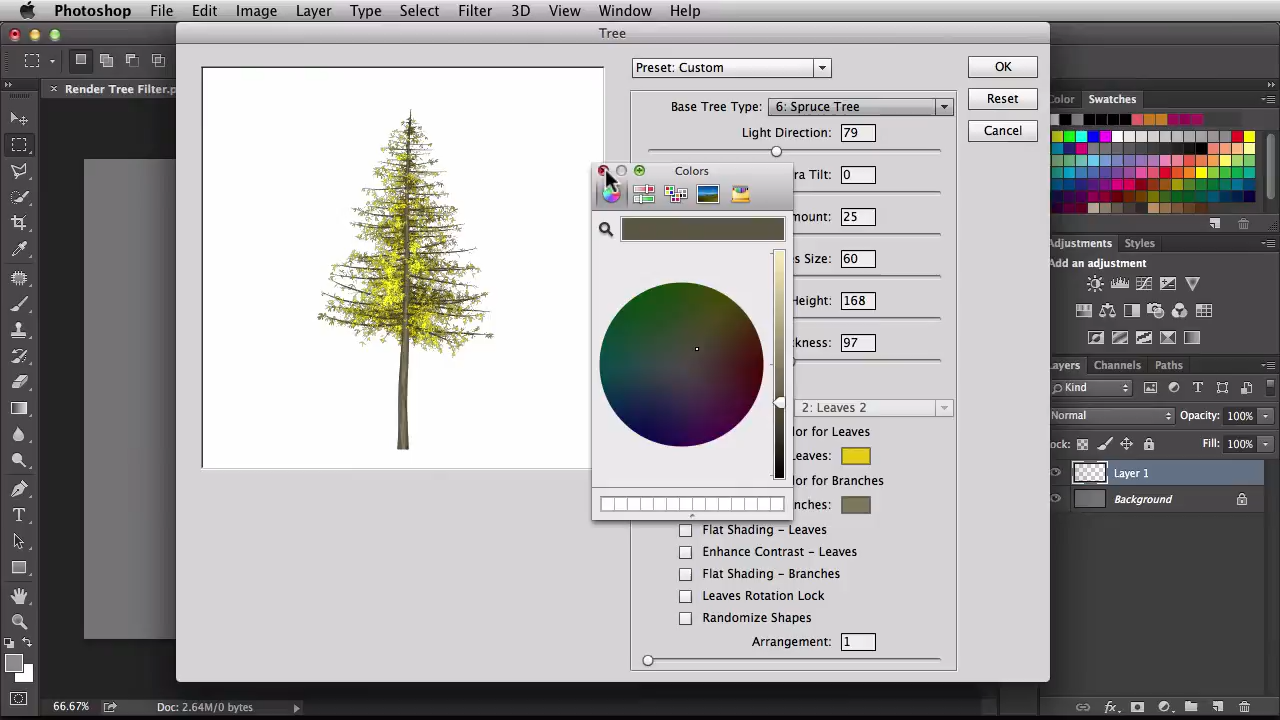 Photoshop File Edit Image Layer Type Select Filter 3D View Window Help
Tree
Render Tree Filter.p
Preset: Custom
OK
Base Tree Type: 6: Spruce Tree
Reset
Light Direction: 79
Cancel
Colors
ra Tilt: 0
mount: 25
s Size: 60
Height: 168
kness: 97
2: Leaves 2
lor for Leaves
eaves:
lor for Branches
nches:
Flat Shading - Leaves
Enhance Contrast - Leaves
Flat Shading - Branches
Leaves Rotation Lock
Randomize Shapes
Arrangement: 1
Color Swatches
Adjustments Styles
Add an adjustment
Layers Channels Paths
Kind
Normal Opacity: 100%
Lock: Fill: 100%
Layer 1
Background
66.67% Doc: 2.64M/0 bytes